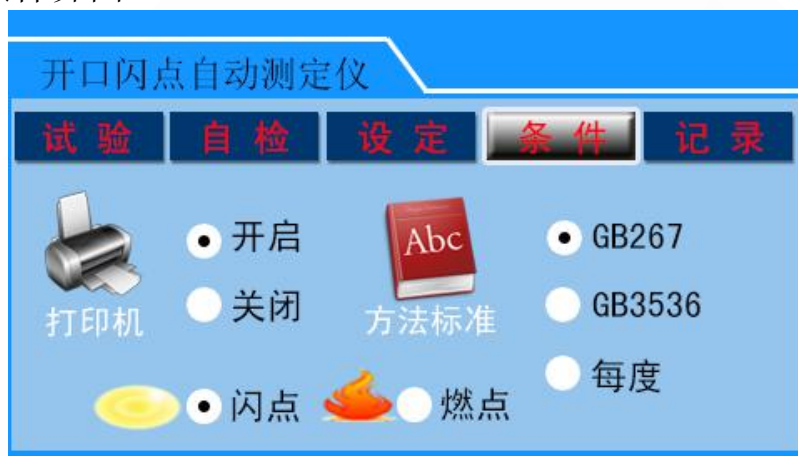 开口闪点自动测定仪
试验 自检 设定 条件 记录
开启 Abc GB267
打印机 关闭 方法标准 GB3536
闪点 燃点 每度